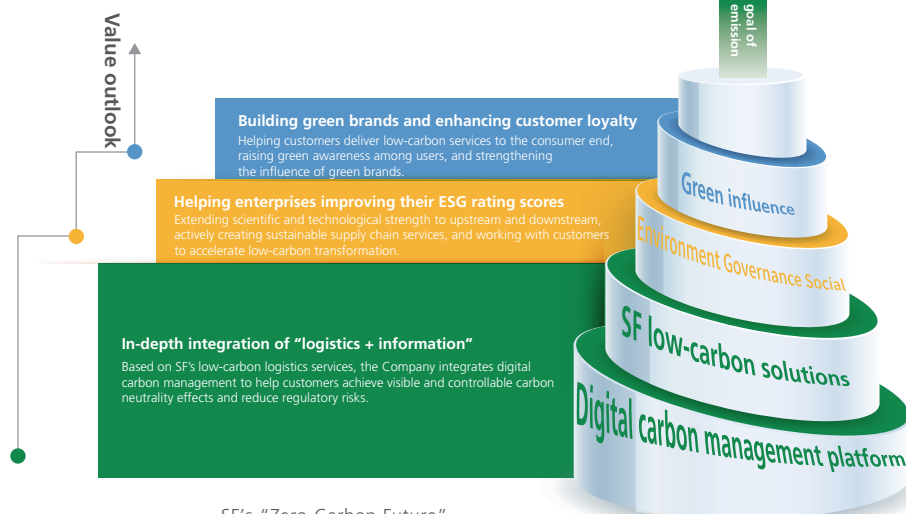 goal of
emission
Value outlook
Building green brands and enhancing customer loyalty
Helping customers deliver low-carbon services to the consumer end,
raising green awareness among users, and strengthening
the influence of green brands.
Green influence
Helping enterprises improving their ESG rating scores
Extending scientific and technological strength to upstream and downstream,
actively creating sustainable supply chain services, and working with customers
to accelerate low-carbon transformation.
Environment Governance Social
SF low-carbon solutions
In-depth integration of “logistics + information”
Based on SF’s low-carbon logistics services, the Company integrates digital
carbon management to help customers achieve visible and controllable carbon
neutrality effects and reduce regulatory risks.
Digital carbon management platform
SF’s “Zero-Carbon Future”